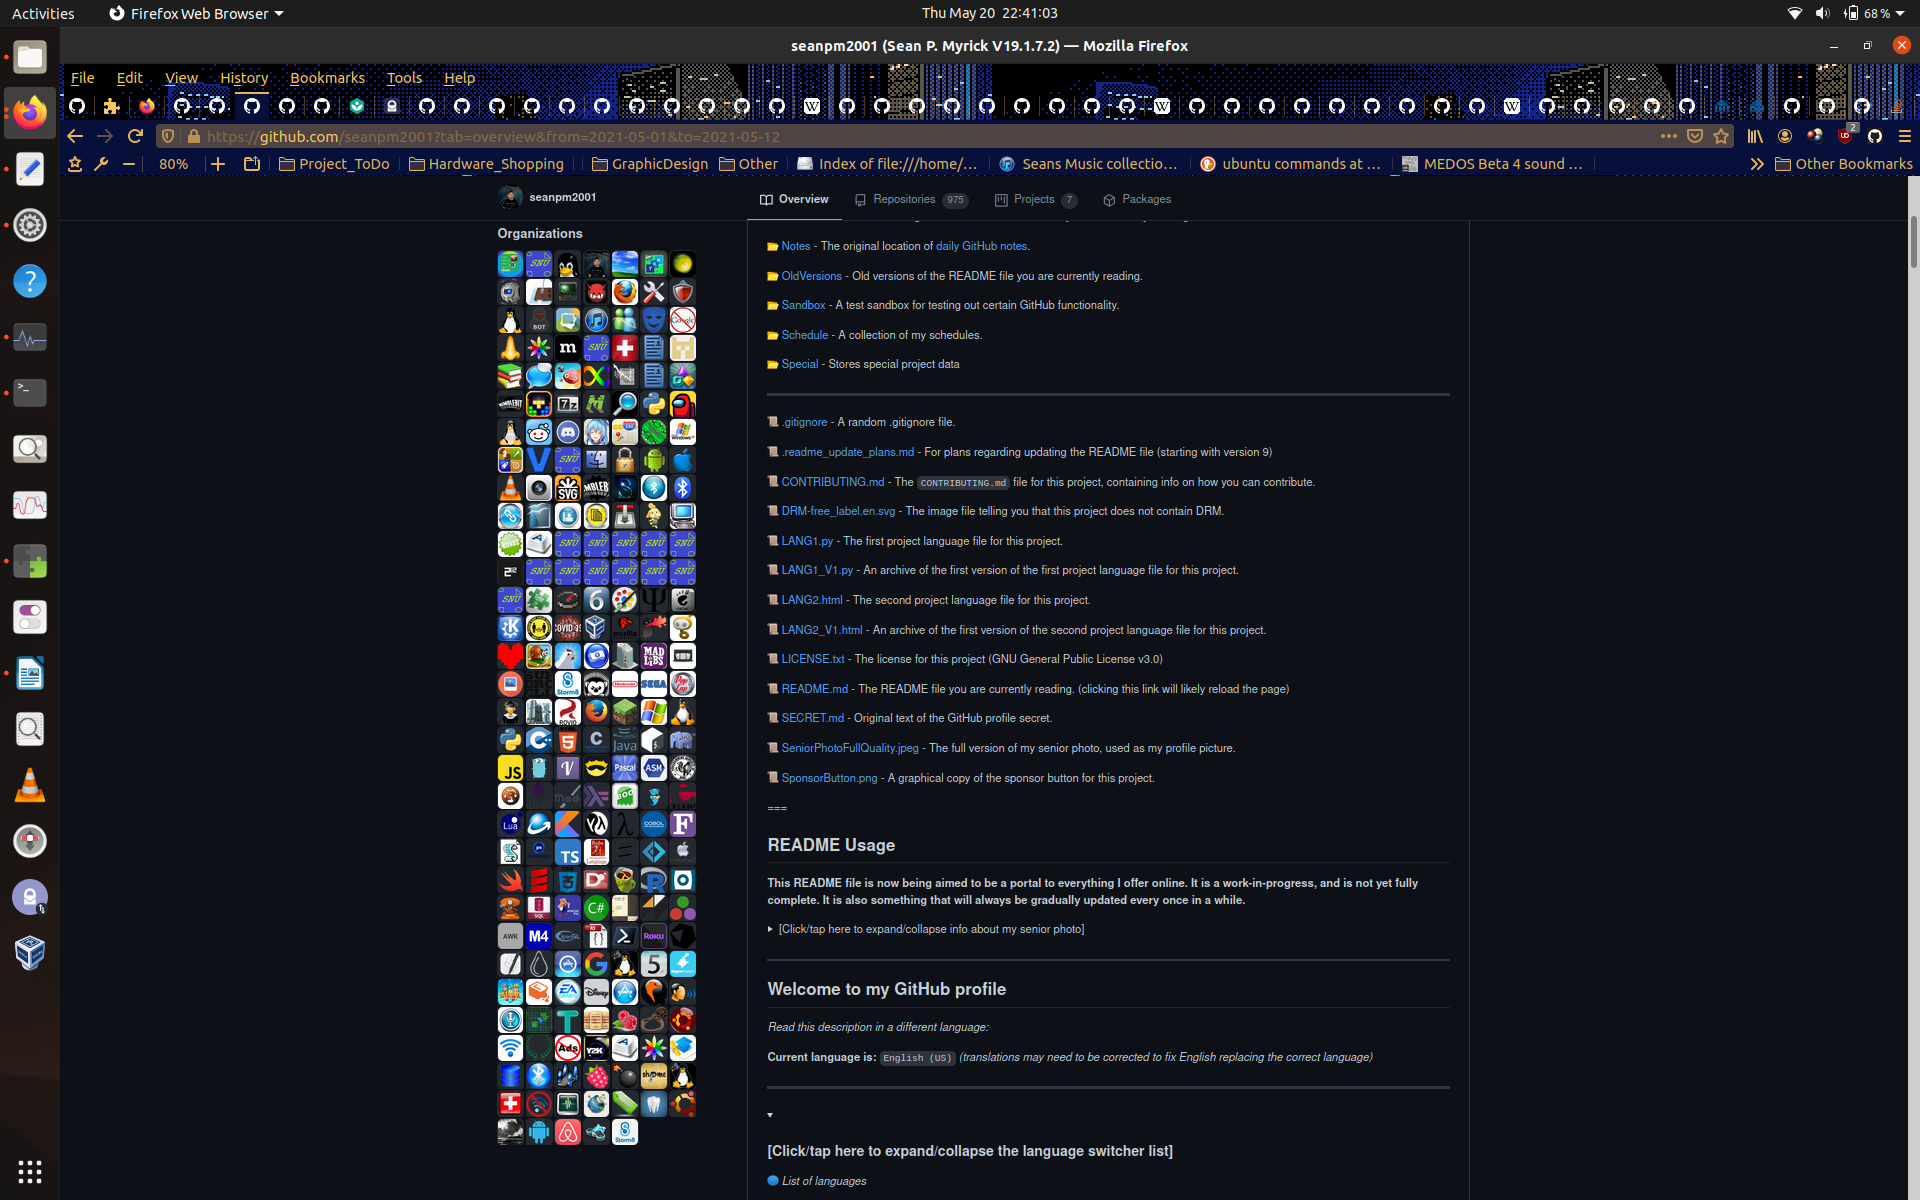 Activities
Firefox Web Browser
Thu May 20 22:41:03
68 %
seanpm2001 (Sean P. Myrick V19.1.7.2) — Mozilla Firefox
File Edit View History Bookmarks Tools Help
https://github.com/seanpm2001?tab=overview&from=2021-05-01&to=2021-05-12
2
80%
Project_ToDo
Hardware_Shopping
GraphicDesign
Other
Index of file:///home/...
Seans Music collectio...
ubuntu commands at ...
MEDOS Beta 4 sound ...
Other Bookmarks
seanpm2001
Overview
Repositories 975
Projects 7
Packages
Organizations
Notes - The original location of daily GitHub notes.
OldVersions - Old versions of the README file you are currently reading.
Sandbox - A test sandbox for testing out certain GitHub functionality.
Schedule - A collection of my schedules.
Special - Stores special project data
.gitignore - A random .gitignore file.
.readme_update_plans.md - For plans regarding updating the README file (starting with version 9)
CONTRIBUTING.md - The CONTRIBUTING.md file for this project, containing info on how you can contribute.
DRM-free_label.en.svg - The image file telling you that this project does not contain DRM.
LANG1.py - The first project language file for this project.
LANG1_V1.py - An archive of the first version of the first project language file for this project.
LANG2.html - The second project language file for this project.
LANG2_V1.html - An archive of the first version of the second project language file for this project.
LICENSE.txt - The license for this project (GNU General Public License v3.0)
README.md - The README file you are currently reading. (clicking this link will likely reload the page)
SECRET.md - Original text of the GitHub profile secret.
SeniorPhotoFullQuality.jpeg - The full version of my senior photo, used as my profile picture.
SponsorButton.png - A graphical copy of the sponsor button for this project.
===
README Usage
This README file is now being aimed to be a portal to everything I offer online. It is a work-in-progress, and is not yet fully
complete. It is also something that will always be gradually updated every once in a while.
[Click/tap here to expand/collapse info about my senior photo]
Welcome to my GitHub profile
Read this description in a different language:
Current language is: English (US) (translations may need to be corrected to fix English replacing the correct language)
[Click/tap here to expand/collapse the language switcher list]
List of languages